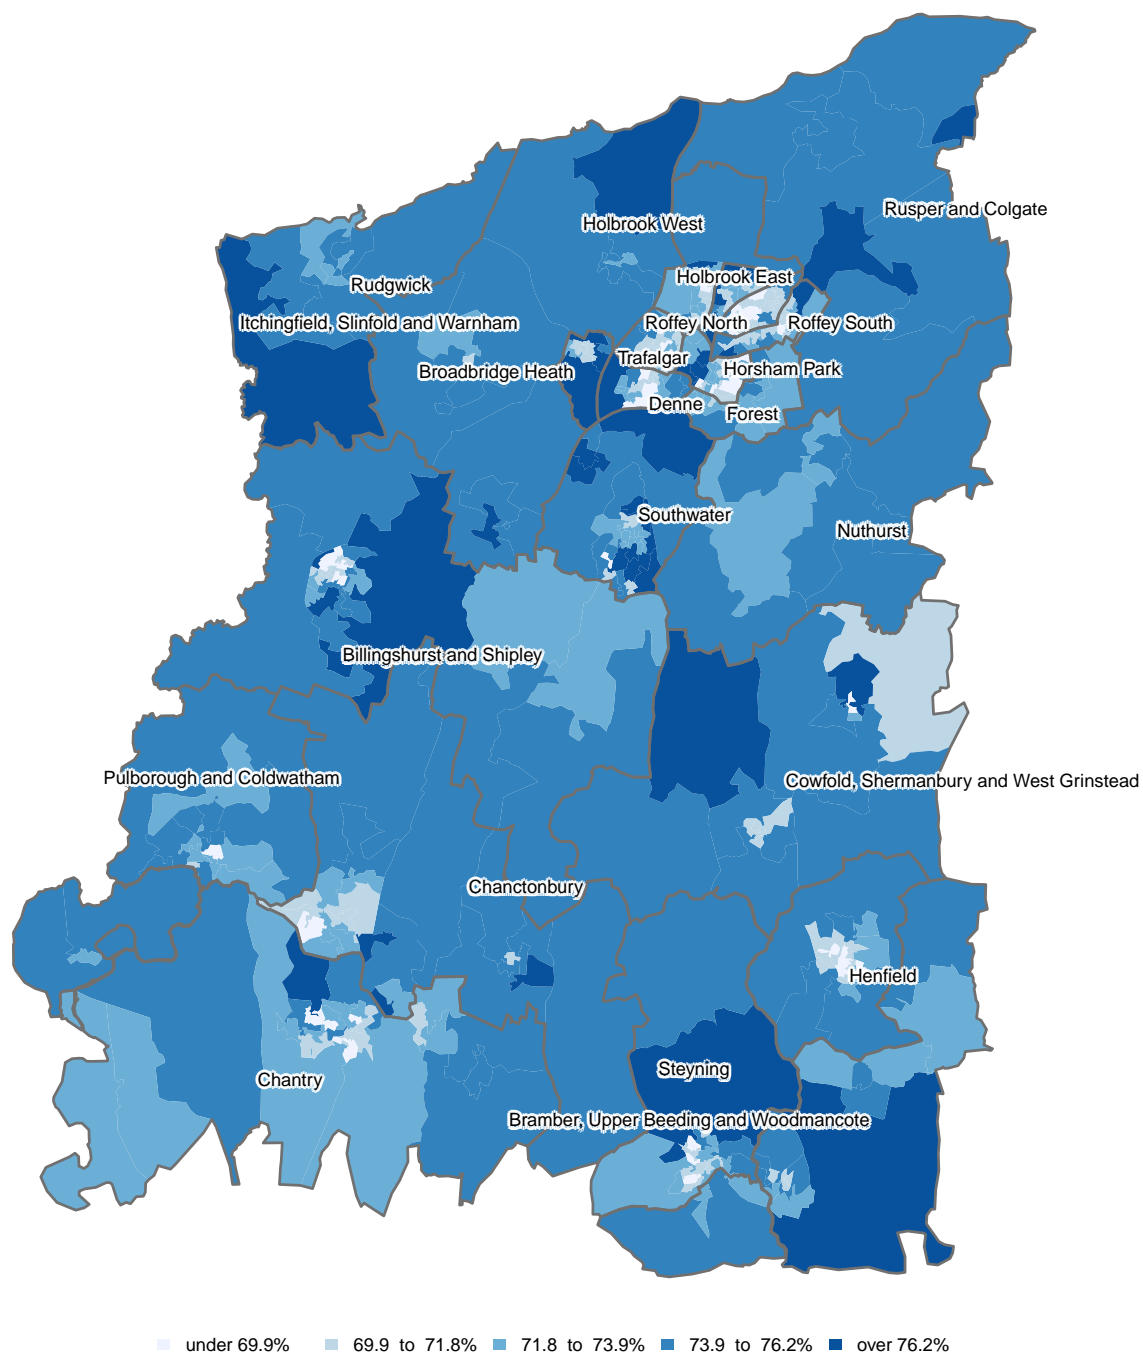 Rusper and Colgate
Holbrook West
Holbrook East
Rudgwick
Itchingfield, Slinfold and Warnham
Roffey North
Roffey South
Trafalgar
Broadbridge Heath
Horsham Park
Denne
Forest
Southwater
Nuthurst
Billingshurst and Shipley
Pulborough and Coldwatham
Cowfold, Shermanbury and West Grinstead
Chanctonbury
Henfield
Steyning
Chantry
Bramber, Upper Beeding and Woodmancote
under 69.9% 69.9 to 71.8% 71.8 to 73.9% 73.9 to 76.2% over 76.2%